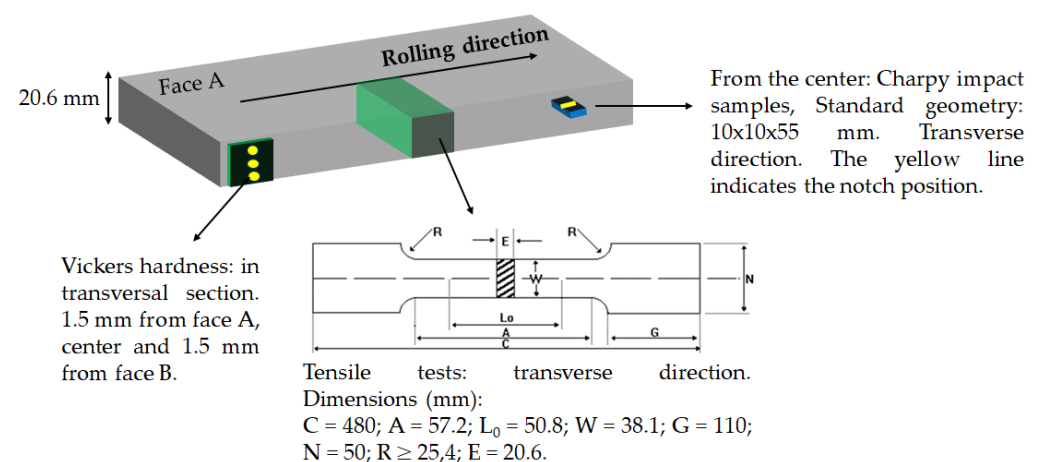 Rolling direction
Face A
20.6 mm
From the center: Charpy impact
samples, Standard geometry:
10x10x55 mm. Transverse
direction. The yellow line
indicates the notch position.
R
E
R
W
N
Lo
A
G
C
Vickers hardness: in
transversal section.
1.5 mm from face A,
center and 1.5 mm
from face B.
Tensile tests: transverse direction.
Dimensions (mm):
C = 480; A = 57.2; L₀ = 50.8; W = 38.1; G = 110;
N = 50; R ≥ 25,4; E = 20.6.